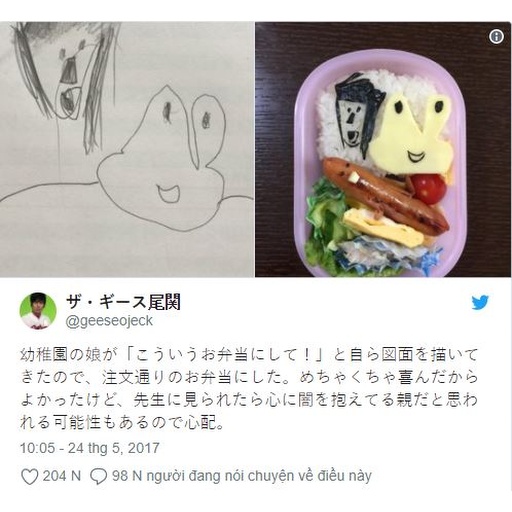 ザ・ギース尾関
@geeseojeck
幼稚園の娘が「こういうお弁当にして！」と自ら図面を描いて
きたので、注文通りのお弁当にした。めちゃくちゃ喜んだから
よかったけど、先生に見られたら心に闇を抱えてる親だと思わ
れる可能性もあるので心配。
10:05 - 24 thg 5, 2017
204 N 98 N người đang nói chuyện về điều này